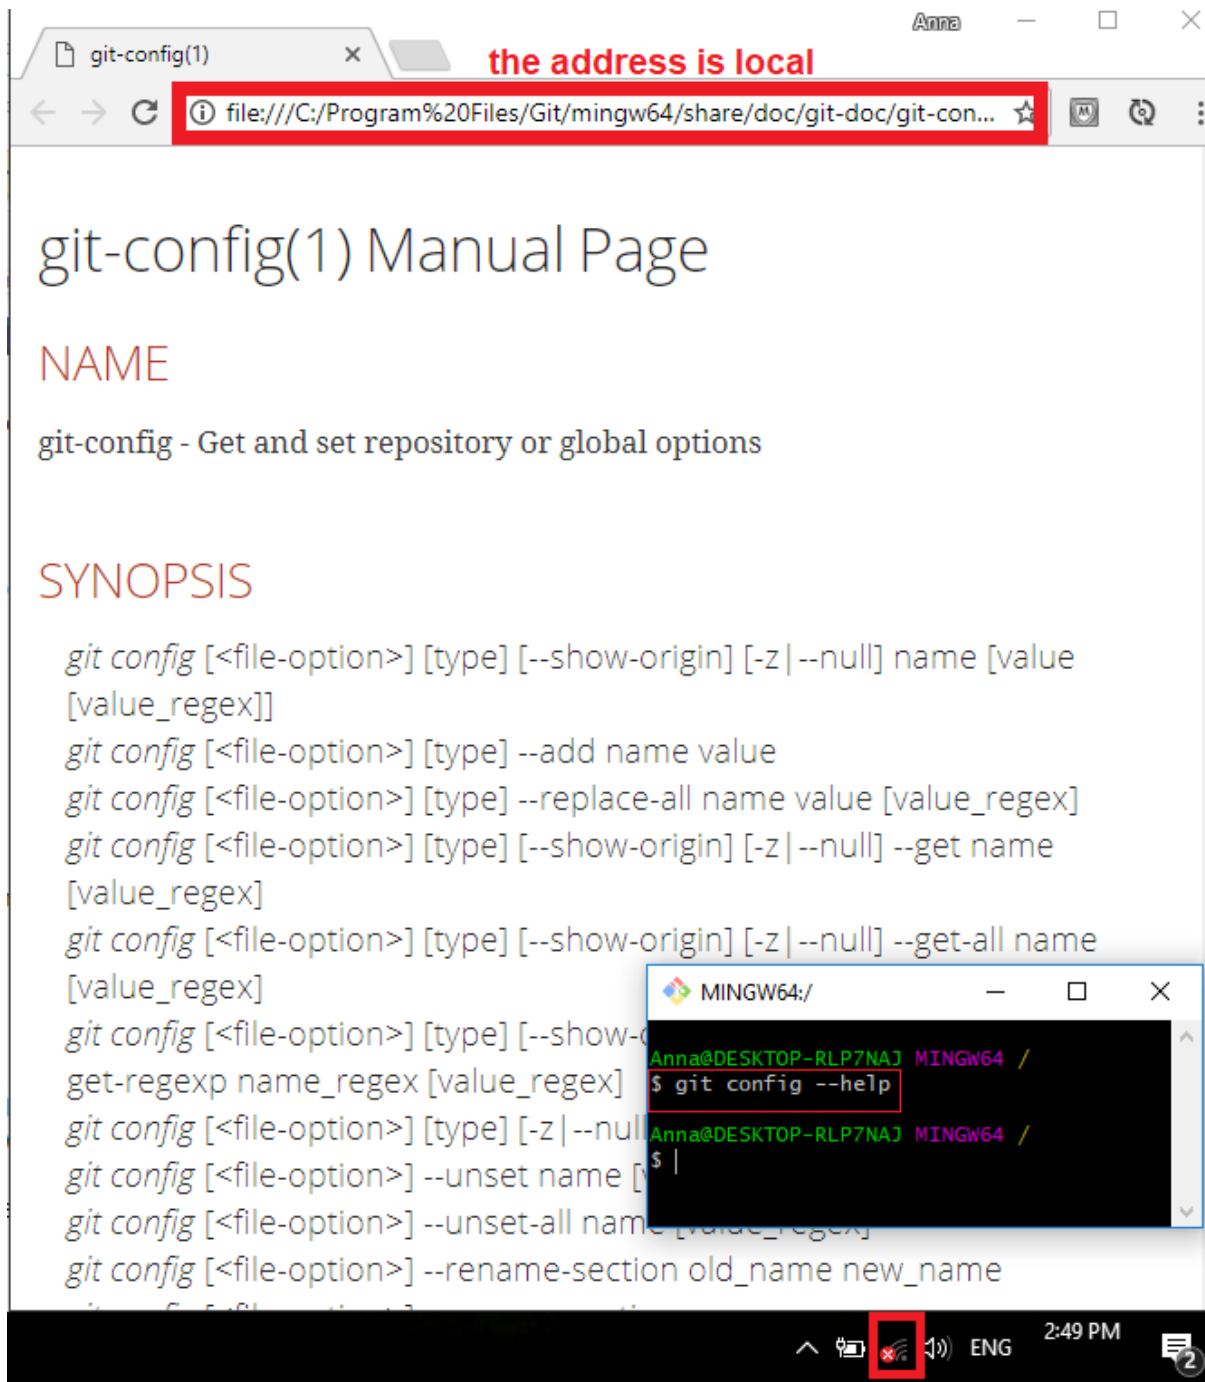 Anna
git-config(1)
the address is local
file:///C:/Program%20Files/Git/mingw64/share/doc/git-doc/git-con...
git-config(1) Manual Page
NAME
git-config - Get and set repository or global options
SYNOPSIS
git config [<file-option>] [type] [--show-origin] [-z|--null] name [value
[value_regex]]
git config [<file-option>] [type] --add name value
git config [<file-option>] [type] --replace-all name value [value_regex]
git config [<file-option>] [type] [--show-origin] [-z|--null] --get name
[value_regex]
git config [<file-option>] [type] [--show-origin] [-z|--null] --get-all name
[value_regex]
git config [<file-option>] [type] [--show-
get-regexp name_regex [value_regex]
git config [<file-option>] [type] [-z|--null
git config [<file-option>] --unset name [
git config [<file-option>] --unset-all name [value_regex]
git config [<file-option>] --rename-section old_name new_name
MINGW64:/
Anna@DESKTOP-RLP7NAJ MINGW64 /
$ git config --help
Anna@DESKTOP-RLP7NAJ MINGW64 /
$
ENG
2:49 PM
2